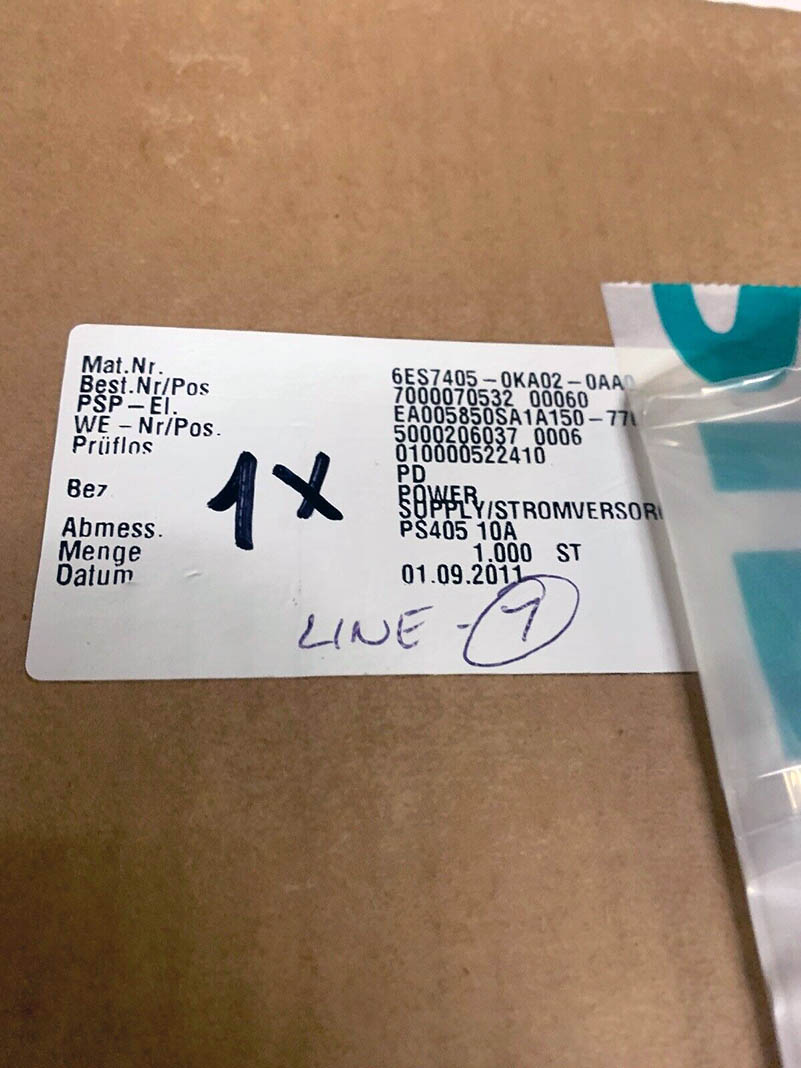 Mat.Nr. 6ES7405-0KA02-0AA0
Best.Nr/Pos 7000070532 00060
PSP-El. EA005850SA1A150-77
WE-Nr/Pos. 5000206037 0006
Prüflos 010000522410
PD
Bez POWER
SUPPLY/STROMVERSOR
1x
Abmess. PS405 10A
Menge 1.000 ST
Datum 01.09.2011
LINE-